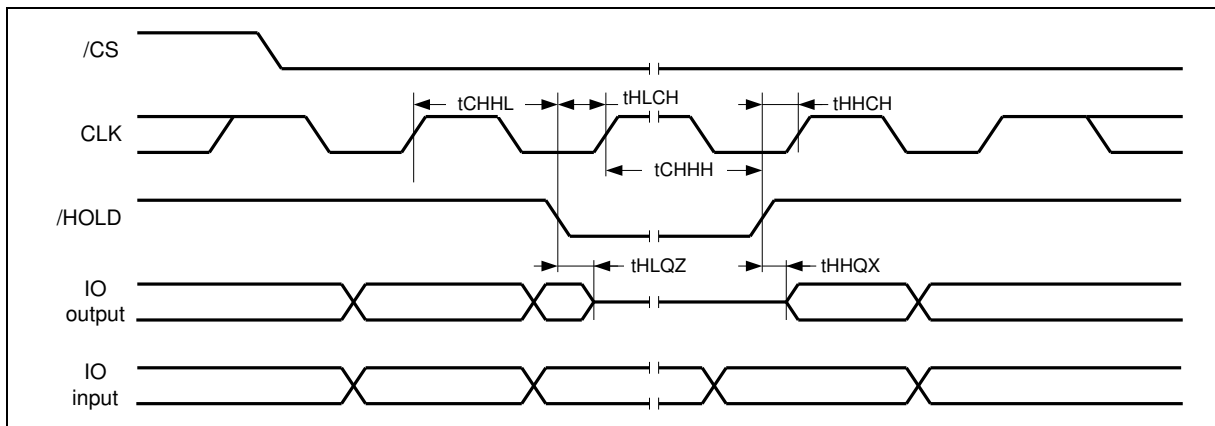 /CS
tCHHL
tHLCH
tHHCH
CLK
tCHHH
/HOLD
tHLQZ
tHHQX
IO
output
IO
input